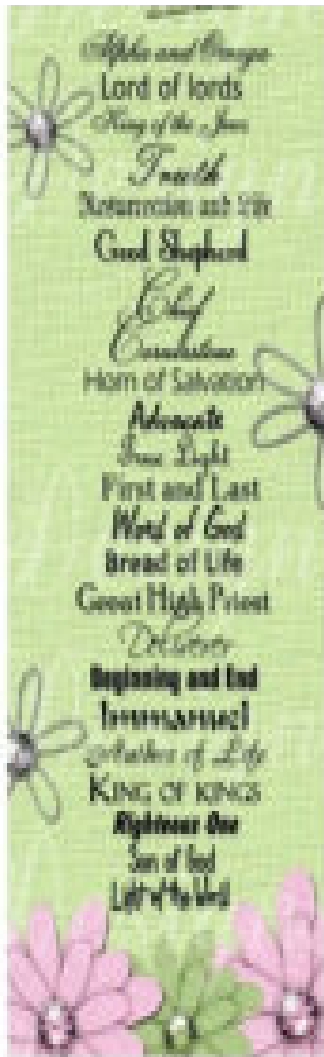 Alpha and Omega
Lord of lords
King of the Jews
Truth
Resurrection and Life
Good Shepherd
Chief
Cornerstone
Horn of Salvation
Advocate
True Light
First and Last
Word of God
Bread of Life
Great High Priest
Deliverer
Beginning and End
Immanuel
Author of Life
KING OF KINGS
Righteous One
Son of God
Light of the World